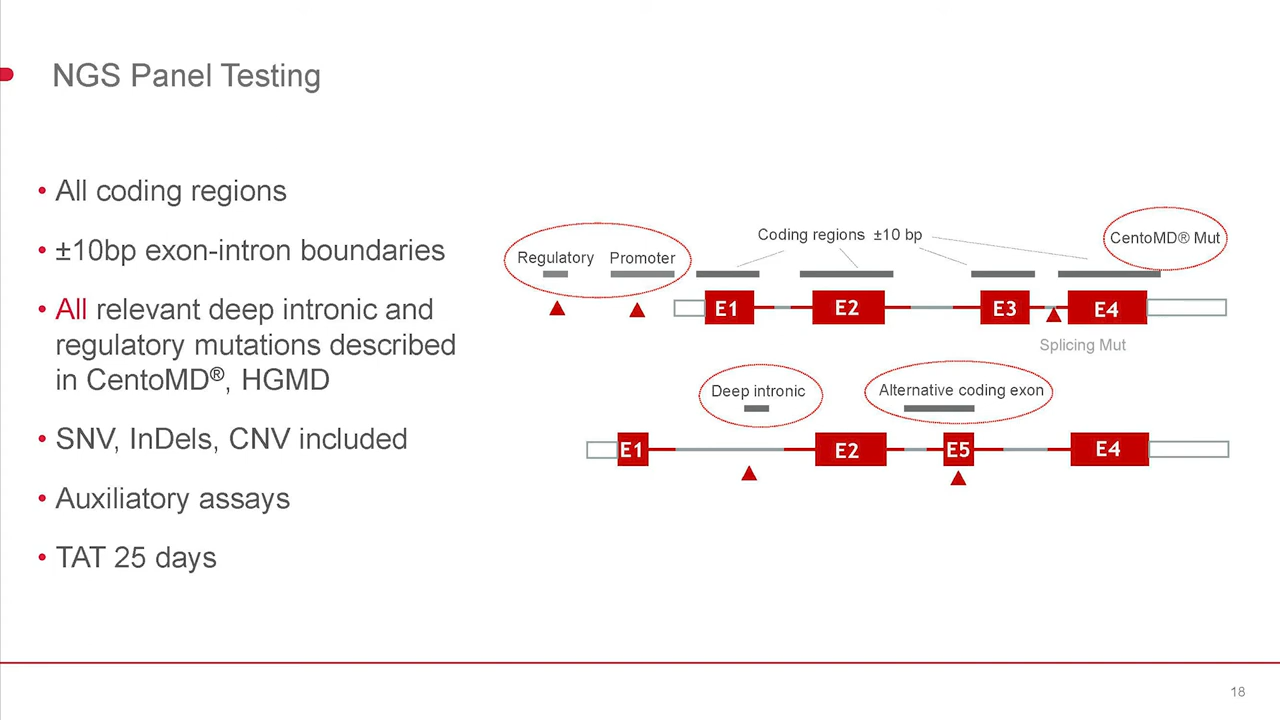 NGS Panel Testing
• All coding regions
• ±10bp exon-intron boundaries
• All relevant deep intronic and
regulatory mutations described
in CentoMD®, HGMD
• SNV, InDels, CNV included
• Auxiliatory assays
• TAT 25 days
Coding regions ±10 bp
CentoMD® Mut
Regulatory Promoter
E1 E2 E3 E4
Splicing Mut
Deep intronic
Alternative coding exon
E1 E2 E5 E4
18